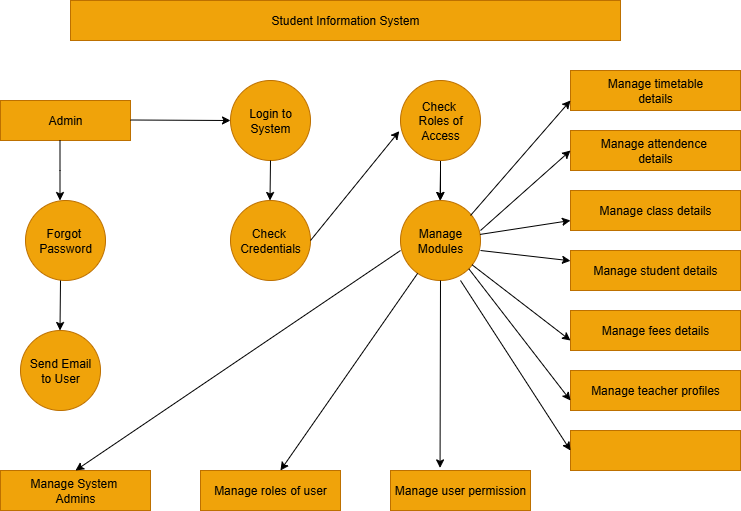 Student Information System
Admin
Login to
System
Check
Roles of
Access
Manage timetable
details
Manage attendence
details
Forgot
Password
Check
Credentials
Manage
Modules
Manage class details
Manage student details
Send Email
to User
Manage fees details
Manage teacher profiles
Manage System
Admins
Manage roles of user
Manage user permission